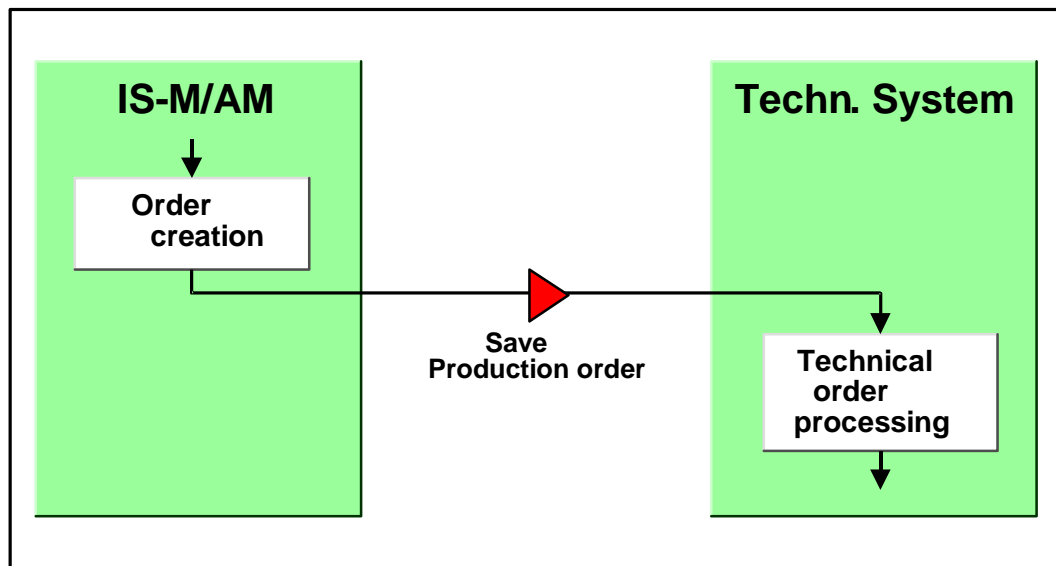 IS-M/AM
Techn. System
Order
creation
Save
Production order
Technical
order
processing